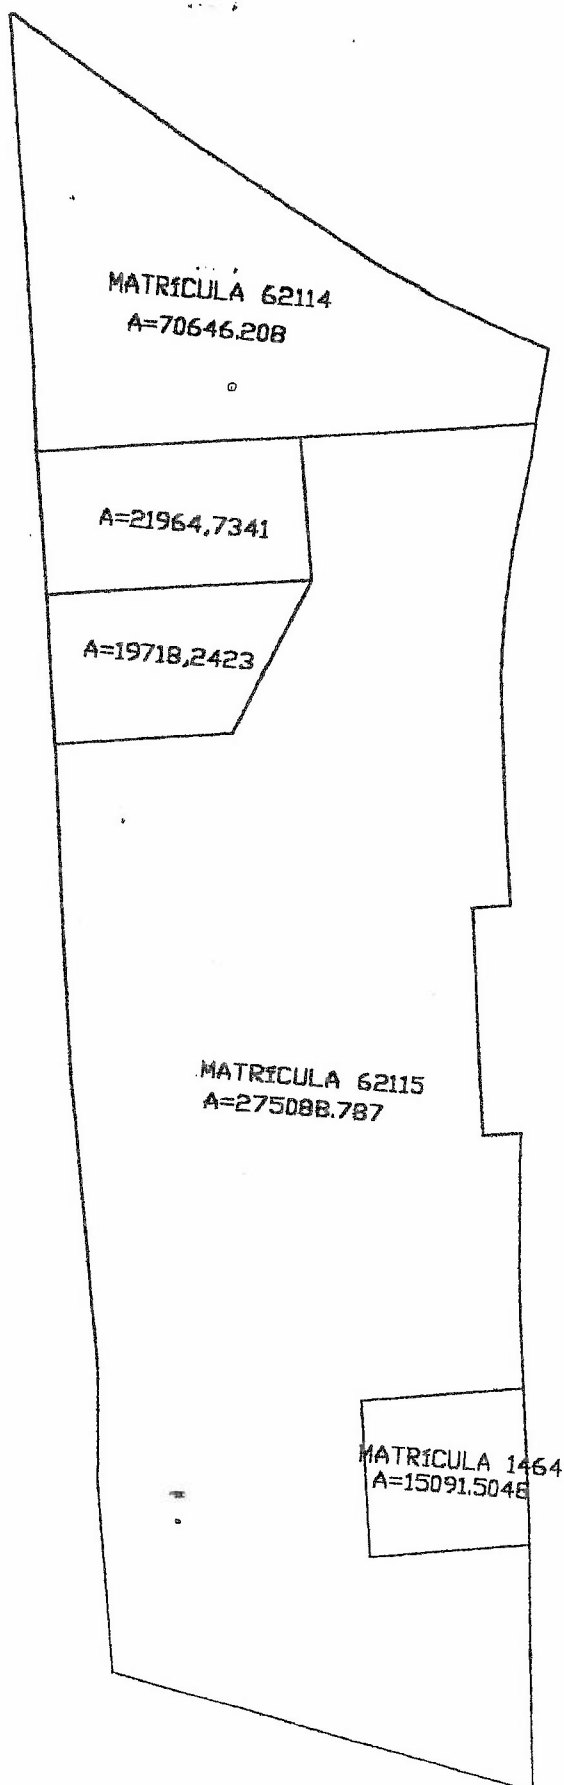 MATRÍCULA 62114
A=70646.208
A=21964,7341
A=19718,2423
MATRÍCULA 62115
A=275088.787
MATRÍCULA 1464
A=15091.5048